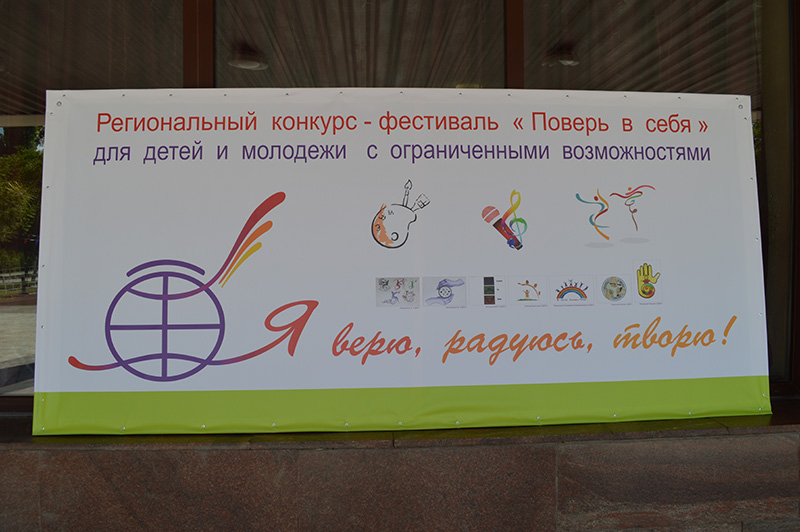 Региональный конкурс - фестиваль « Поверь в себя »
для детей и молодежи с ограниченными возможностями
Я верю, радуюсь, творю!